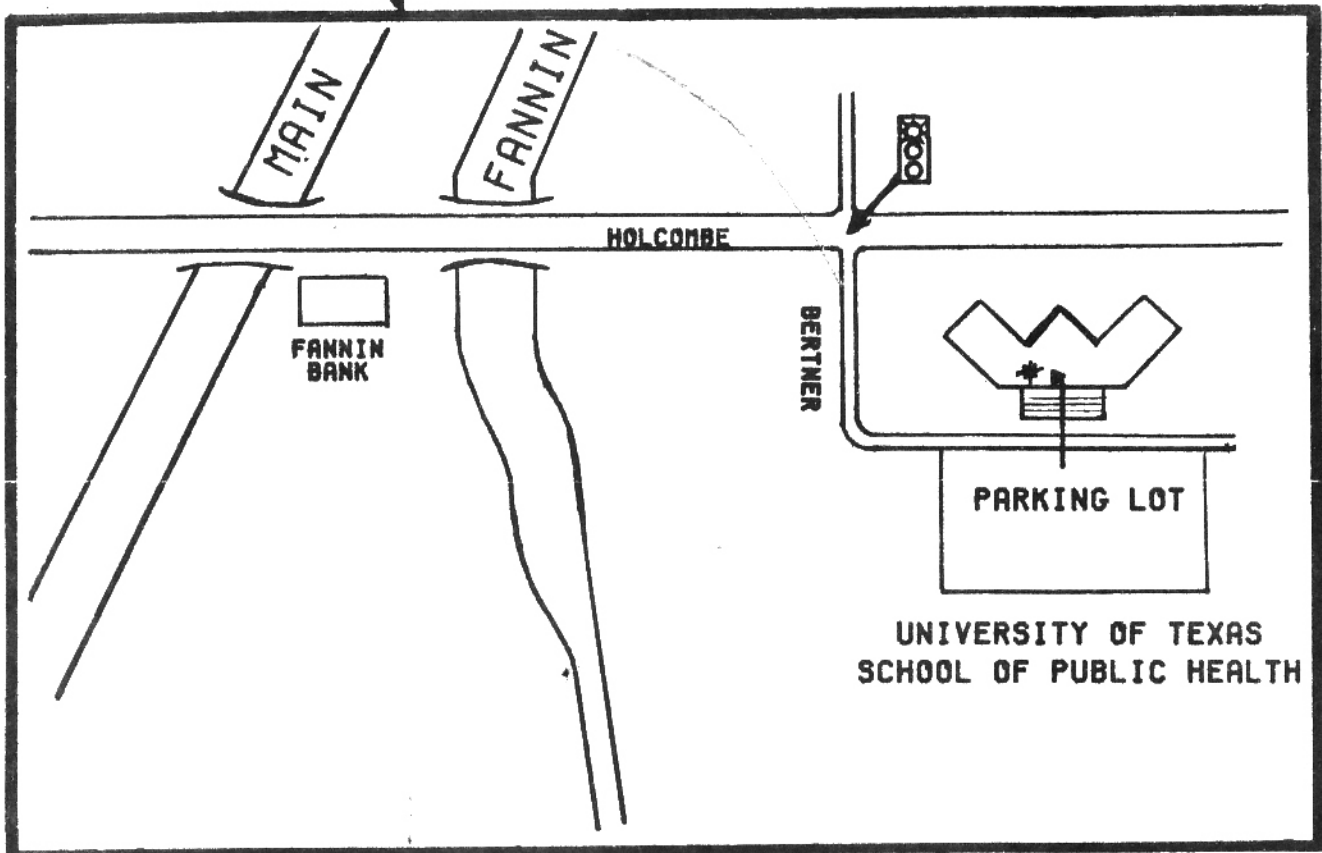 MAIN
FANNIN
HOLCOMBE
BERTNER
FANNIN
BANK
PARKING LOT
UNIVERSITY OF TEXAS
SCHOOL OF PUBLIC HEALTH